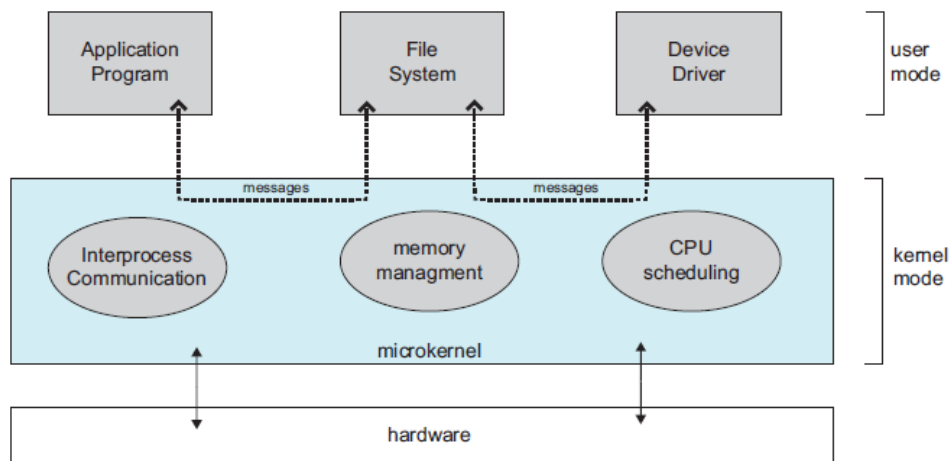 Application
Program
File
System
Device
Driver
user
mode
messages
messages
Interprocess
Communication
memory
managment
CPU
scheduling
kernel
mode
microkernel
hardware